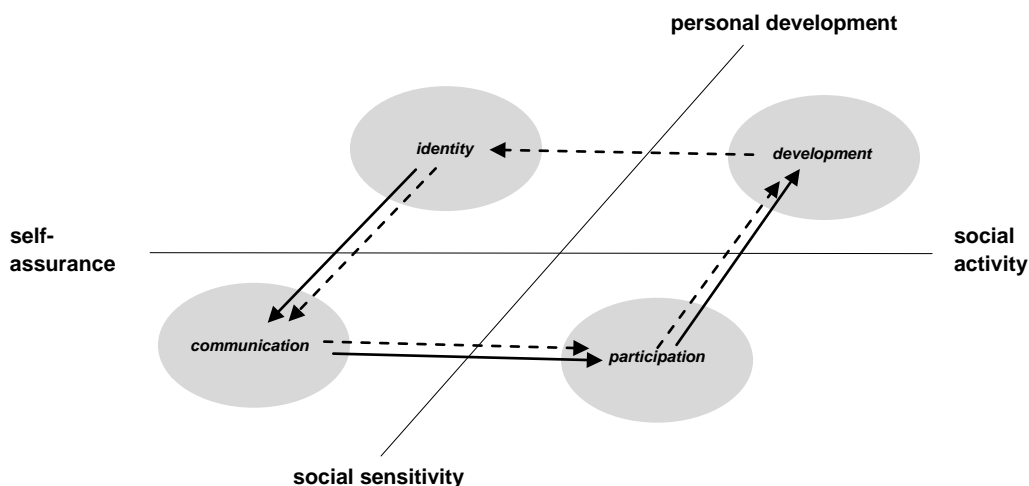 personal development
identity
development
self-
assurance
social
activity
communication
participation
social sensitivity